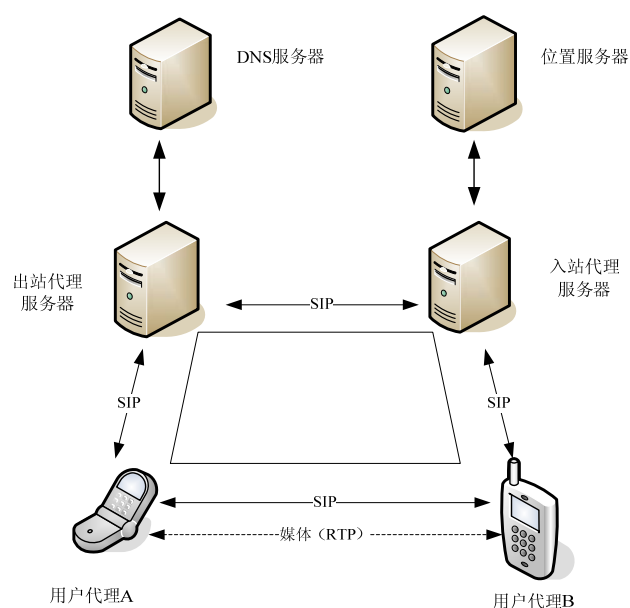 DNS服务器
位置服务器
出站代理
服务器
入站代理
服务器
SIP
SIP
SIP
SIP
媒体（RTP）
用户代理A
用户代理B